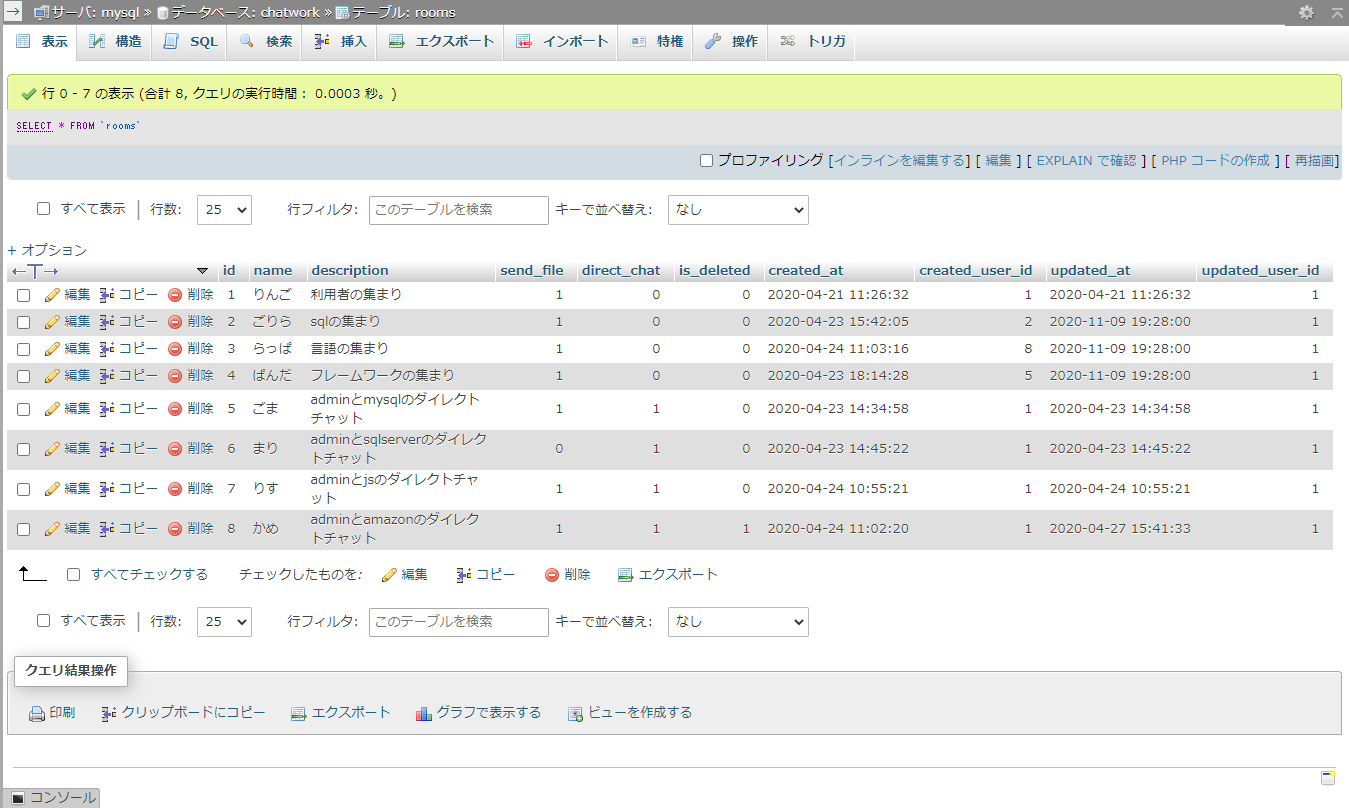 サーバ: mysql » データベース: chatwork » テーブル: rooms
表示 構造 SQL 検索 挿入 エクスポート インポート 特権 操作 トリガ
行 0 - 7 の表示 (合計 8, クエリの実行時間： 0.0003 秒。)
SELECT * FROM `rooms`
プロファイリング [インラインを編集する] [ 編集 ] [ EXPLAIN で確認 ] [ PHP コードの作成 ] [ 再描画]
すべて表示 行数: 25 行フィルタ: このテーブルを検索 キーで並べ替え: なし
+ オプション
←T→ id name description send_file direct_chat is_deleted created_at created_user_id updated_at updated_user_id
編集 コピー 削除 1 りんご 利用者の集まり 1 0 0 2020-04-21 11:26:32 1 2020-04-21 11:26:32 1
編集 コピー 削除 2 ごりら sqlの集まり 1 0 0 2020-04-23 15:42:05 2 2020-11-09 19:28:00 1
編集 コピー 削除 3 らっぱ 言語の集まり 1 0 0 2020-04-24 11:03:16 8 2020-11-09 19:28:00 1
編集 コピー 削除 4 ぱんだ フレームワークの集まり 1 0 0 2020-04-23 18:14:28 5 2020-11-09 19:28:00 1
編集 コピー 削除 5 ごま adminとmysqlのダイレクト
チャット 1 1 0 2020-04-23 14:34:58 1 2020-04-23 14:34:58 1
編集 コピー 削除 6 まり adminとsqlserverのダイレク
トチャット 0 1 0 2020-04-23 14:45:22 1 2020-04-23 14:45:22 1
編集 コピー 削除 7 りす adminとjsのダイレクトチャ
ット 1 1 0 2020-04-24 10:55:21 1 2020-04-24 10:55:21 1
編集 コピー 削除 8 かめ adminとamazonのダイレク
トチャット 1 1 1 2020-04-24 11:02:20 1 2020-04-27 15:41:33 1
すべてチェックする チェックしたものを: 編集 コピー 削除 エクスポート
すべて表示 行数: 25 行フィルタ: このテーブルを検索 キーで並べ替え: なし
クエリ結果操作
印刷 クリップボードにコピー エクスポート グラフで表示する ビューを作成する
コンソール